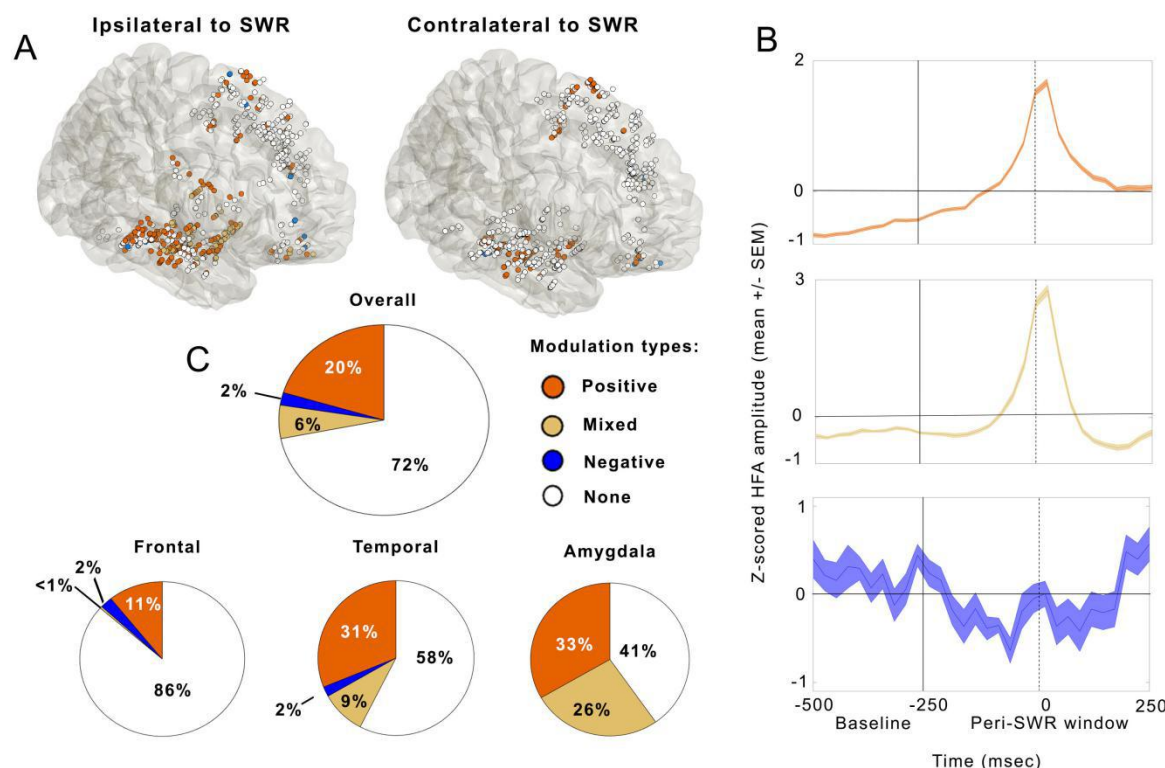 A
Ipsilateral to SWR
Contralateral to SWR
B
2
0
-1
3
0
-1
1
0
-1
Z-scored HFA amplitude (mean +/- SEM)
-500
-250
0
250
Baseline
Peri-SWR window
Time (msec)
C
Overall
20%
2%
6%
72%
Modulation types:
Positive
Mixed
Negative
None
Frontal
<1%
2%
11%
86%
Temporal
31%
58%
2%
9%
Amygdala
33%
41%
26%